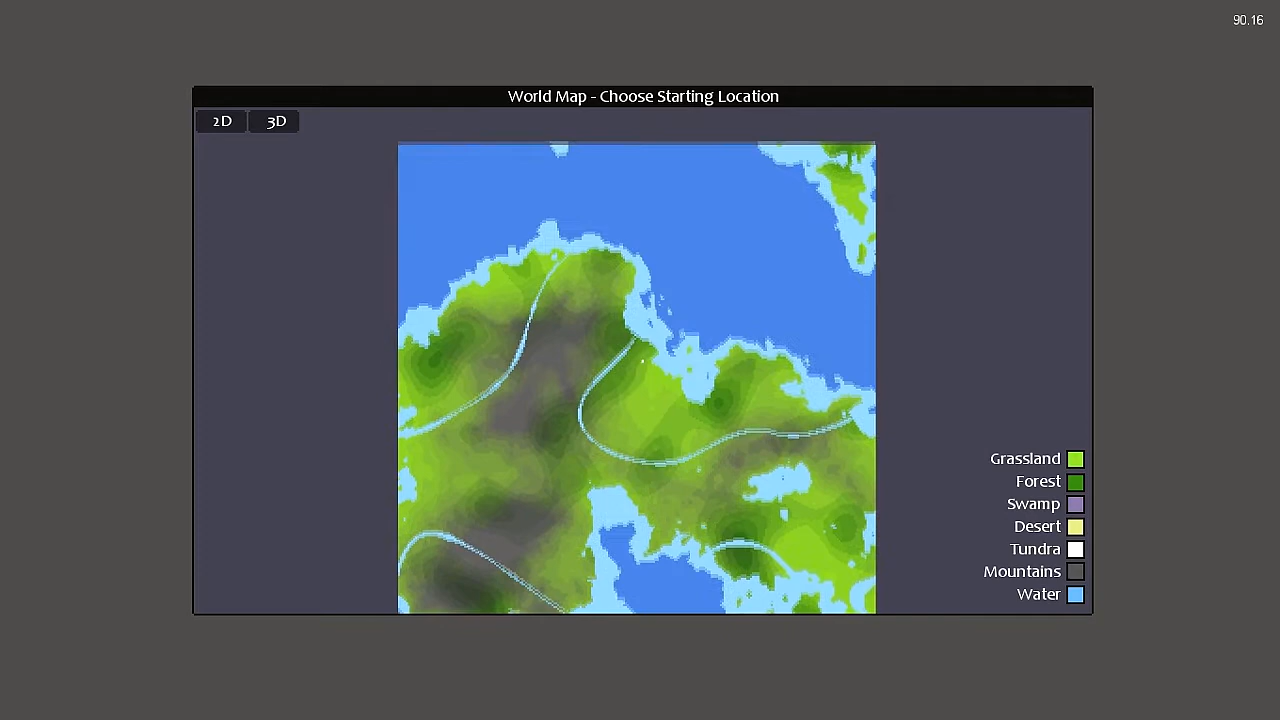 90.16
World Map - Choose Starting Location
2D 3D
Grassland
Forest
Swamp
Desert
Tundra
Mountains
Water